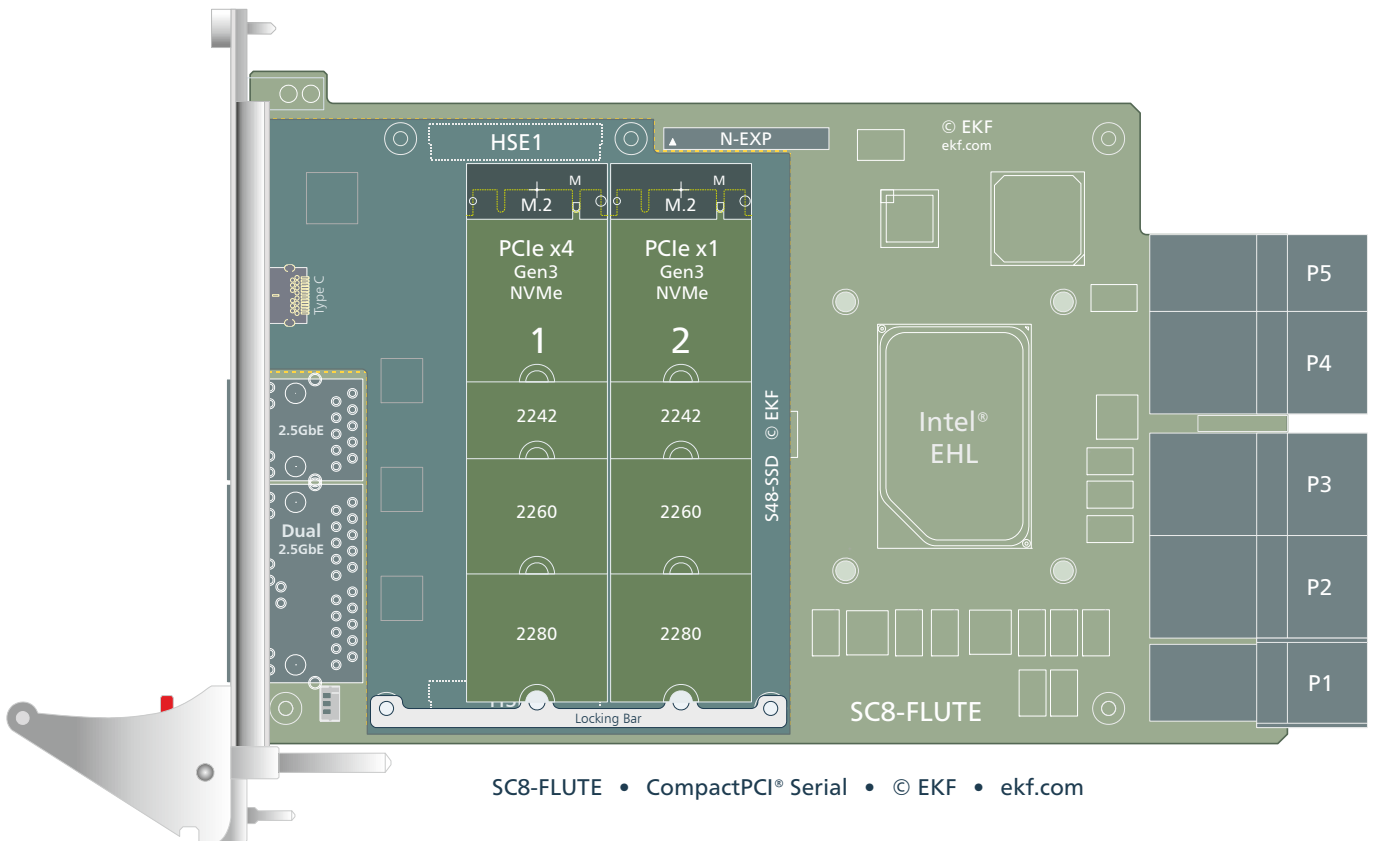 HSE1
N-EXP
© EKF
ekf.com
M
M.2
M
M.2
PCIe x4
Gen3
NVMe
1
PCIe x1
Gen3
NVMe
2
2242
2242
2260
2260
2280
2280
Type C
2.5GbE
Dual
2.5GbE
S48-SSD © EKF
Intel®
EHL
P5
P4
P3
P2
P1
Locking Bar
SC8-FLUTE
SC8-FLUTE • CompactPCI® Serial • © EKF • ekf.com